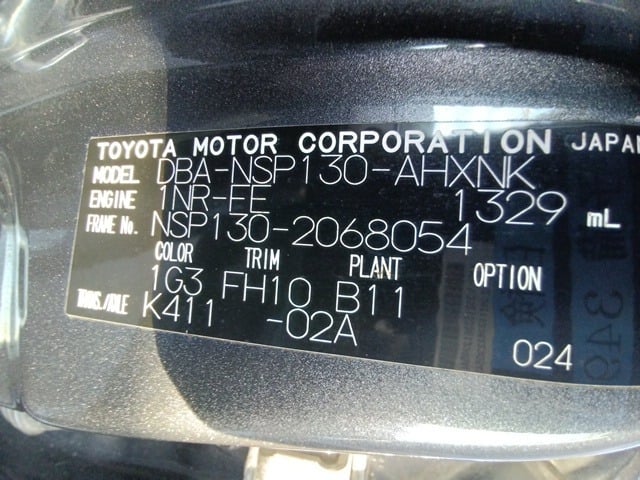 TOYOTA MOTOR CORPORATION JAPAN
MODEL DBA-NSP130-AHXNK
ENGINE 1NR-FE 1329 mL
FRAME No. NSP130-2068054
COLOR TRIM PLANT OPTION
1G3 FH10 B11
TRANS./AXLE K411 -02A
024